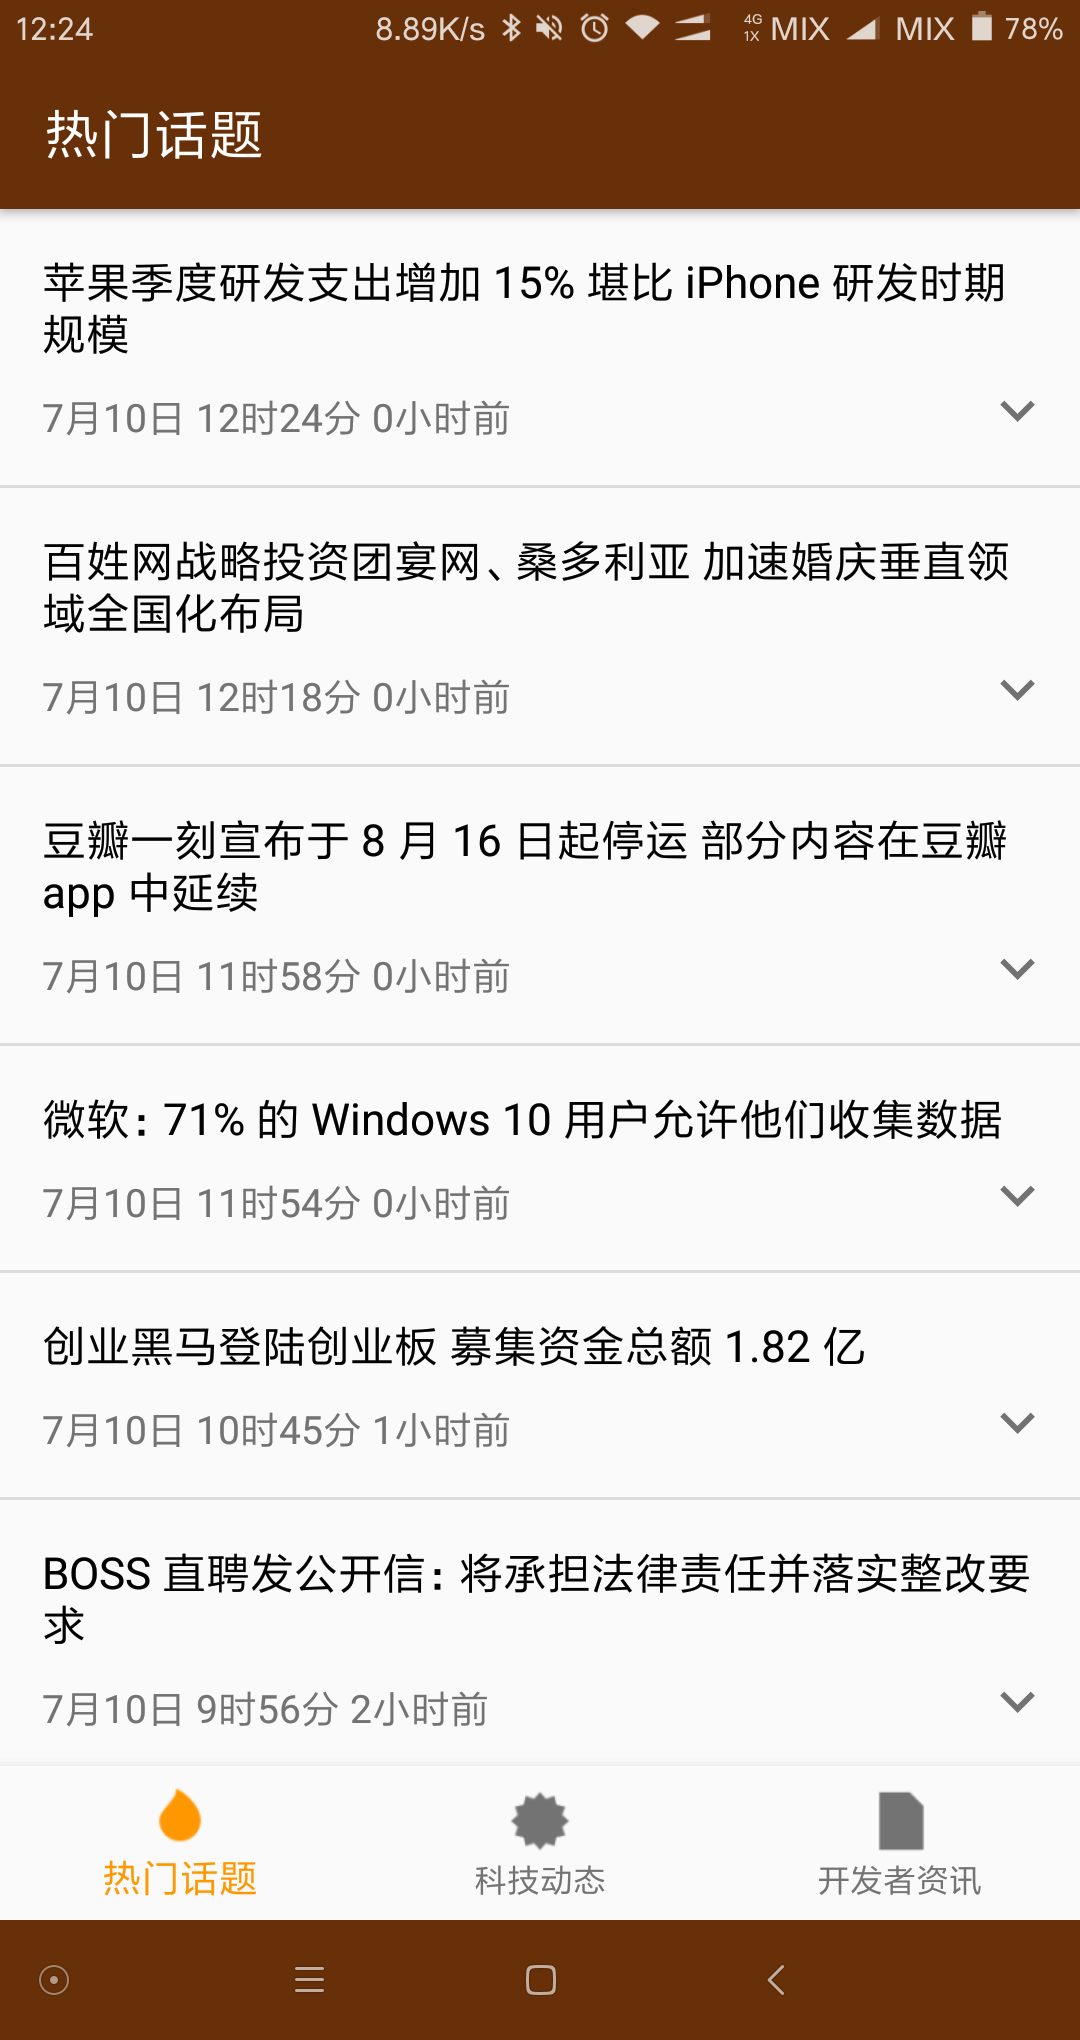 12:24 8.89K/s 4G 1X MIX MIX 78%
热门话题
苹果季度研发支出增加 15% 堪比 iPhone 研发时期
规模
7月10日 12时24分 0小时前
百姓网战略投资团宴网、桑多利亚 加速婚庆垂直领
域全国化布局
7月10日 12时18分 0小时前
豆瓣一刻宣布于 8 月 16 日起停运 部分内容在豆瓣
app 中延续
7月10日 11时58分 0小时前
微软：71% 的 Windows 10 用户允许他们收集数据
7月10日 11时54分 0小时前
创业黑马登陆创业板 募集资金总额 1.82 亿
7月10日 10时45分 1小时前
BOSS 直聘发公开信：将承担法律责任并落实整改要
求
7月10日 9时56分 2小时前
热门话题 科技动态 开发者资讯